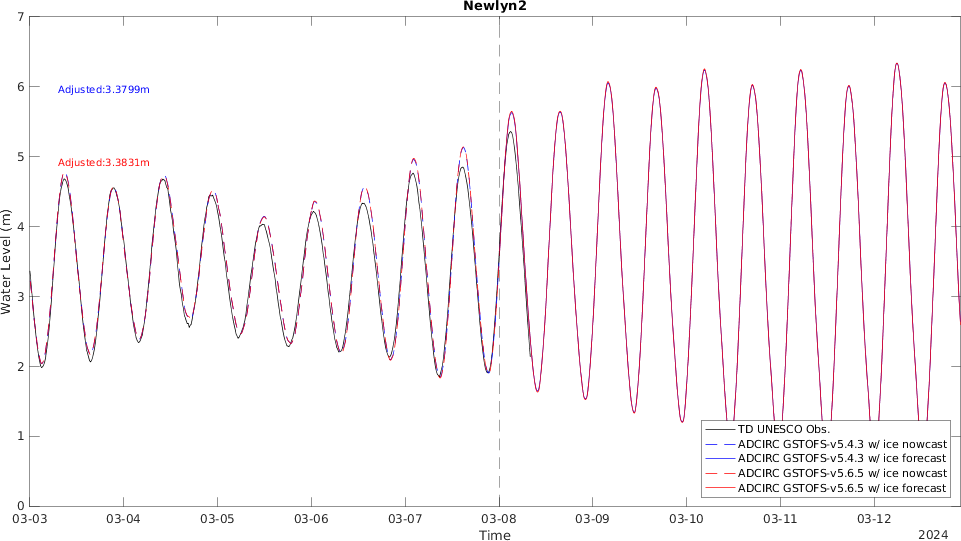 Newlyn2
7
6
5
4
3
2
1
0
Water Level (m)
Adjusted:3.3799m
Adjusted:3.3831m
TD UNESCO Obs.
ADCIRC GSTOFS-v5.4.3 w/ ice nowcast
ADCIRC GSTOFS-v5.4.3 w/ ice forecast
ADCIRC GSTOFS-v5.6.5 w/ ice nowcast
ADCIRC GSTOFS-v5.6.5 w/ ice forecast
03-03 03-04 03-05 03-06 03-07 03-08 03-09 03-10 03-11 03-12
Time
2024